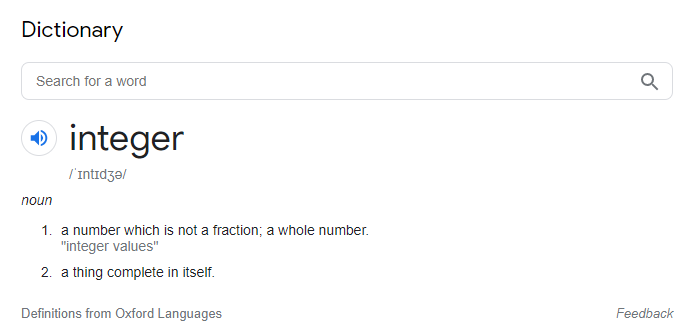 Dictionary
Search for a word
integer
/ˈɪntɪdʒə/
noun
1. a number which is not a fraction; a whole number.
"integer values"
2. a thing complete in itself.
Definitions from Oxford Languages Feedback